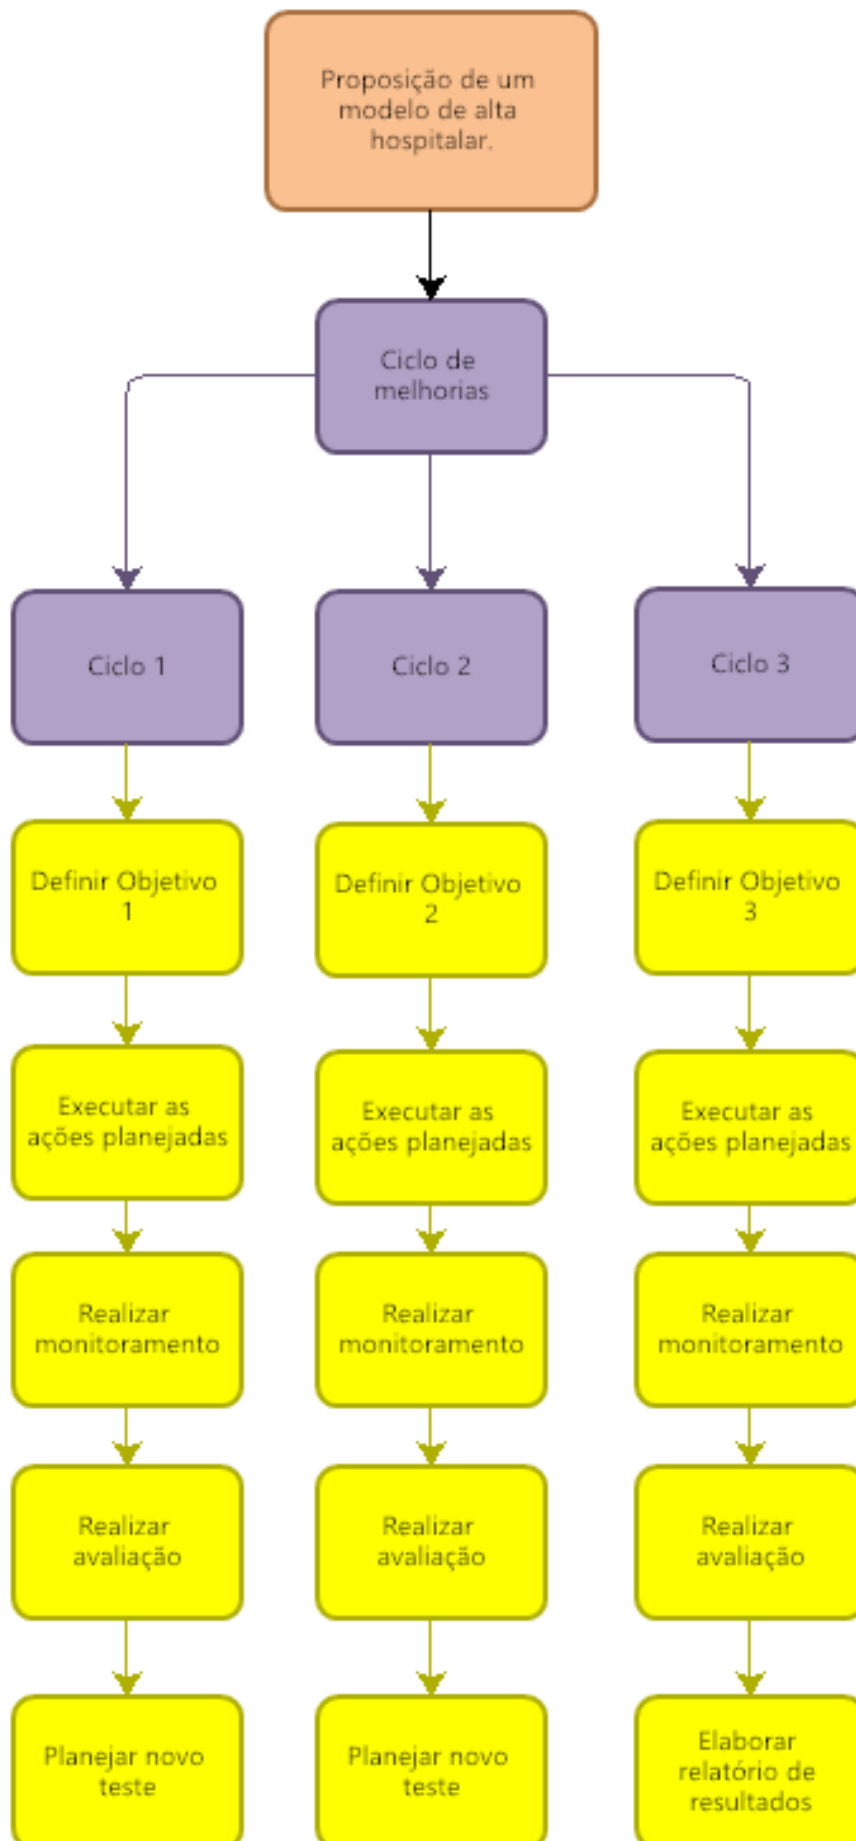 Proposição de um
modelo de alta
hospitalar.
Ciclo de
melhorias
Ciclo 1
Ciclo 2
Ciclo 3
Definir Objetivo
1
Definir Objetivo
2
Definir Objetivo
3
Executar as
ações planejadas
Executar as
ações planejadas
Executar as
ações planejadas
Realizar
monitoramento
Realizar
monitoramento
Realizar
monitoramento
Realizar
avaliação
Realizar
avaliação
Realizar
avaliação
Planejar novo
teste
Planejar novo
teste
Elaborar
relatório de
resultados